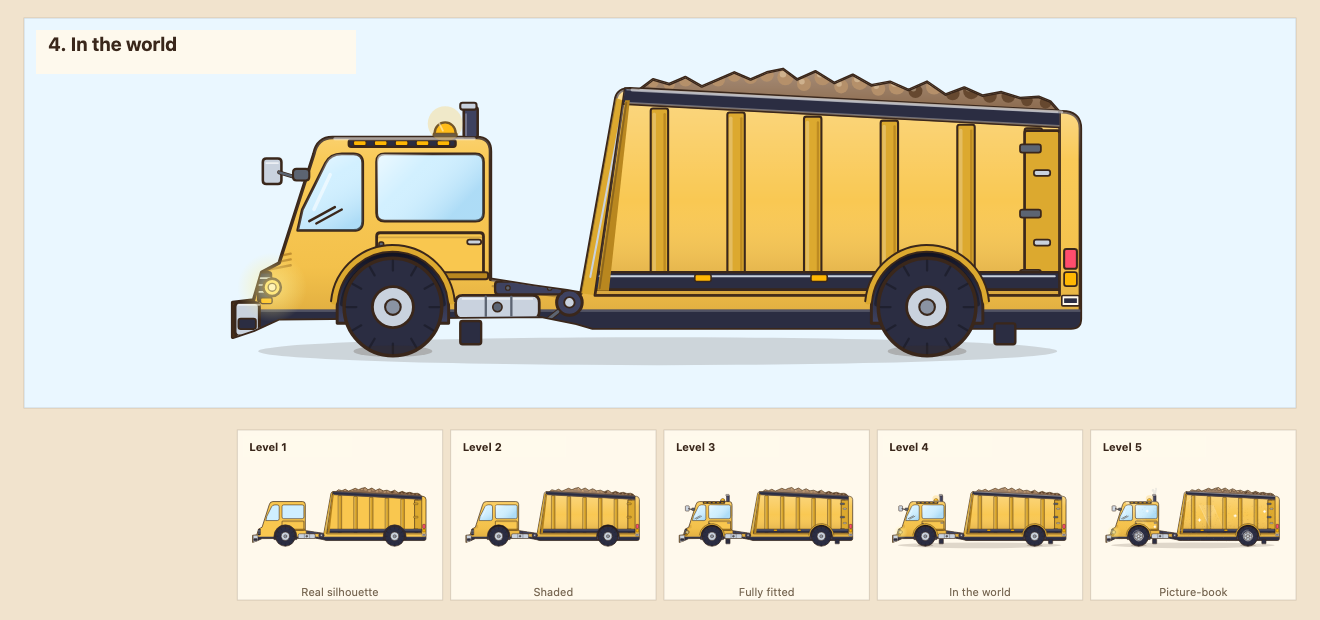 4. In the world
Level 1
Level 2
Level 3
Level 4
Level 5
Real silhouette
Shaded
Fully fitted
In the world
Picture-book